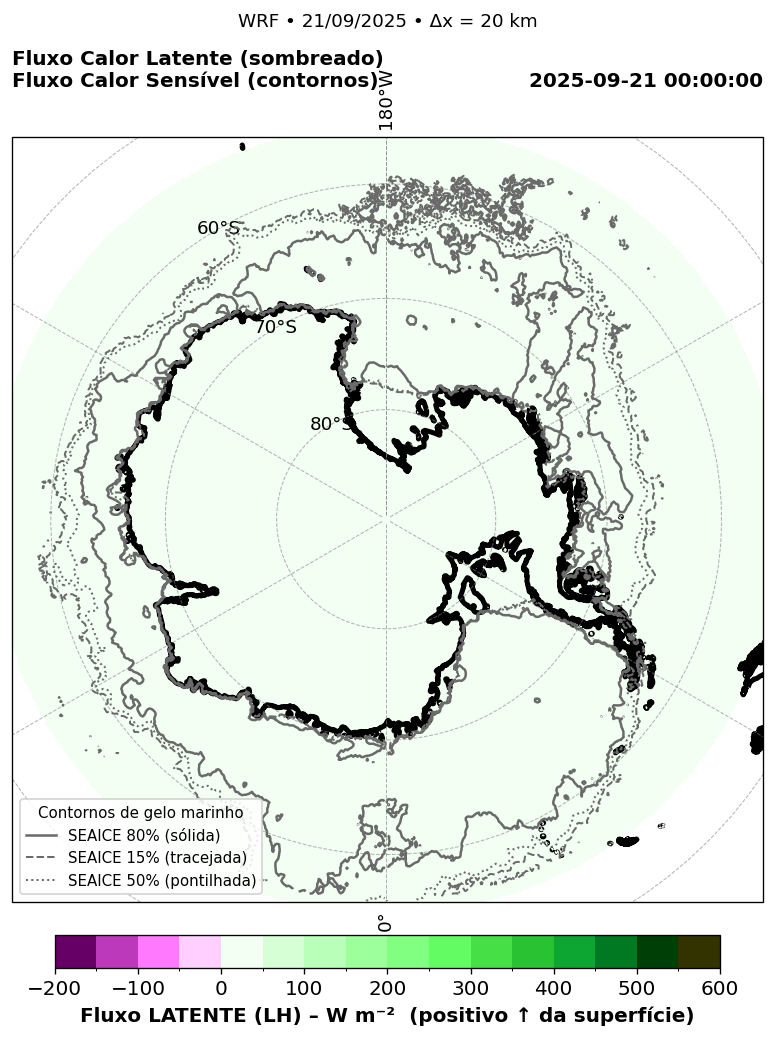 WRF • 21/09/2025 • Δx = 20 km
Fluxo Calor Latente (sombreado)
Fluxo Calor Sensível (contornos)
2025-09-21 00:00:00
180°W
60°S
70°S
80°S
Contornos de gelo marinho
SEAICE 80% (sólida)
SEAICE 15% (tracejada)
SEAICE 50% (pontilhada)
0°
−200 −100 0 100 200 300 400 500 600
Fluxo LATENTE (LH) – W m⁻² (positivo ↑ da superfície)